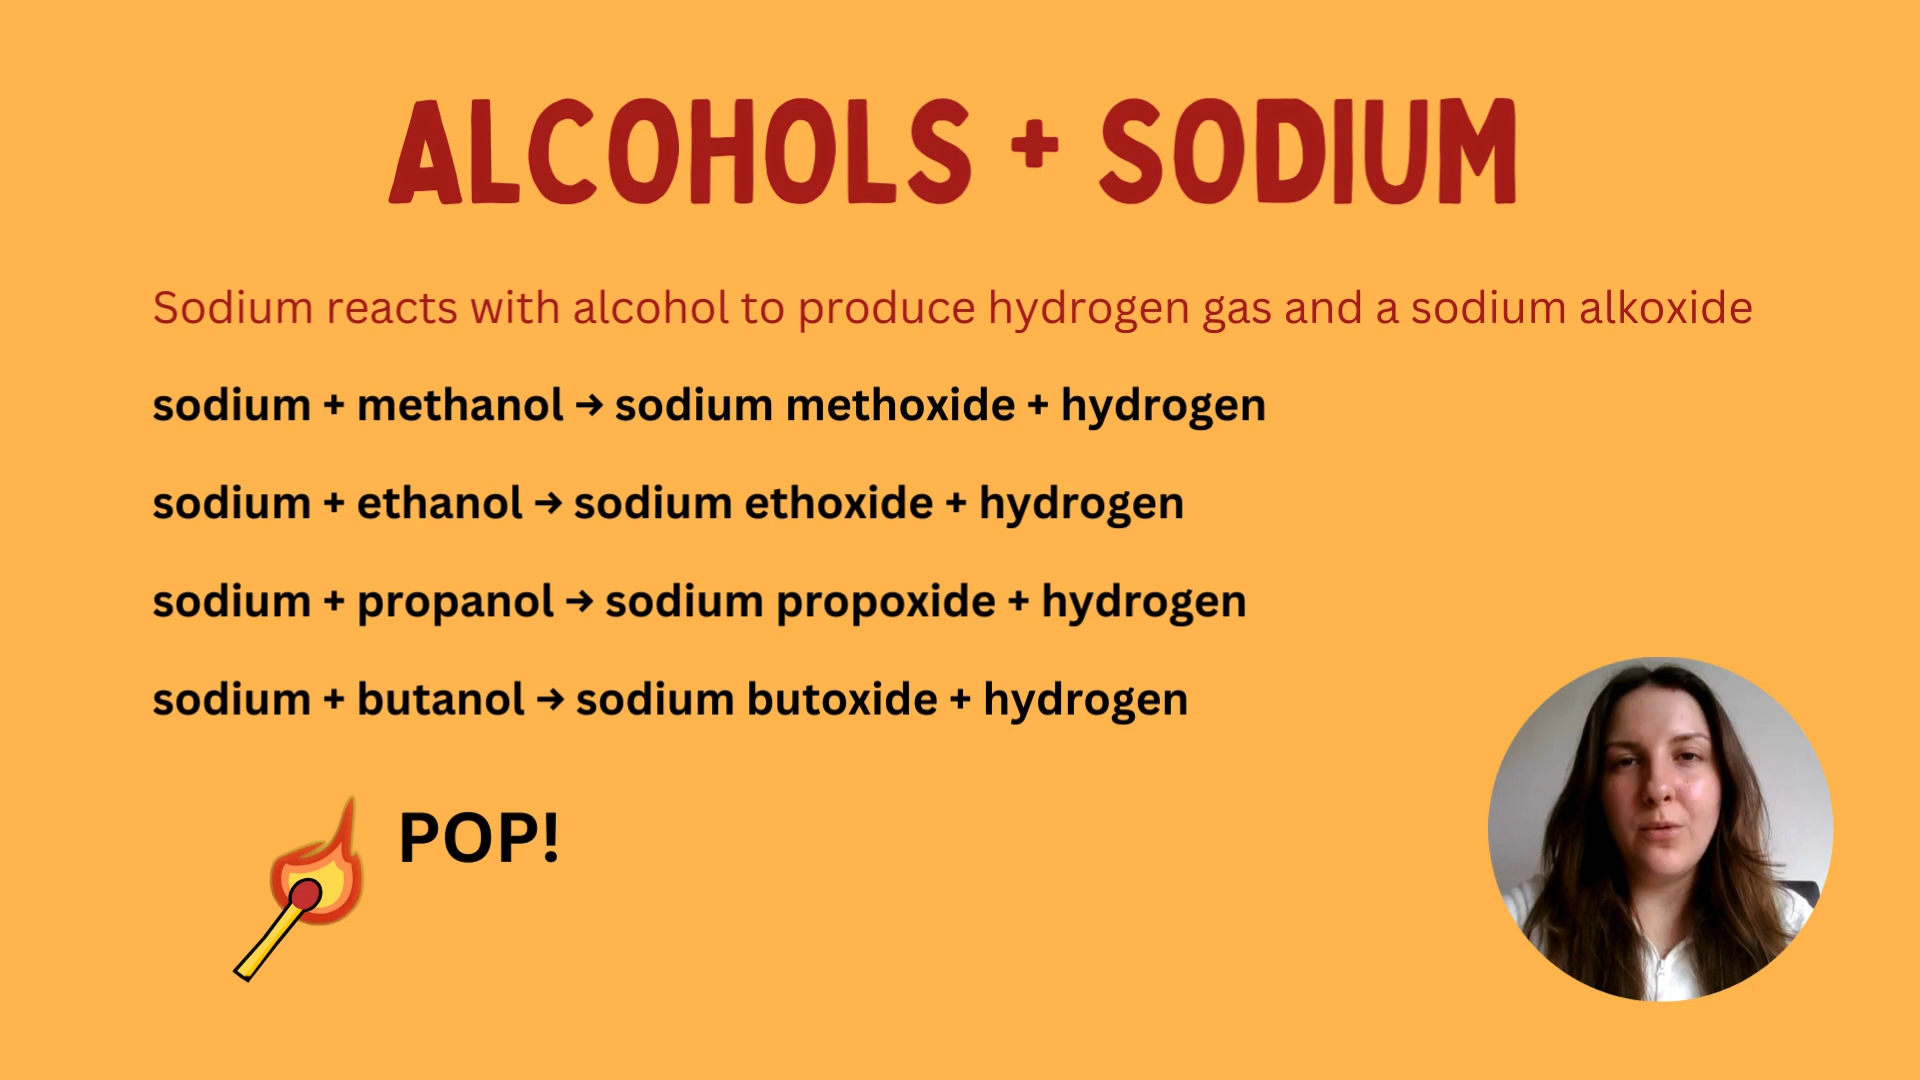 ALCOHOLS + SODIUM
Sodium reacts with alcohol to produce hydrogen gas and a sodium alkoxide
sodium + methanol → sodium methoxide + hydrogen
sodium + ethanol → sodium ethoxide + hydrogen
sodium + propanol → sodium propoxide + hydrogen
sodium + butanol → sodium butoxide + hydrogen
POP!